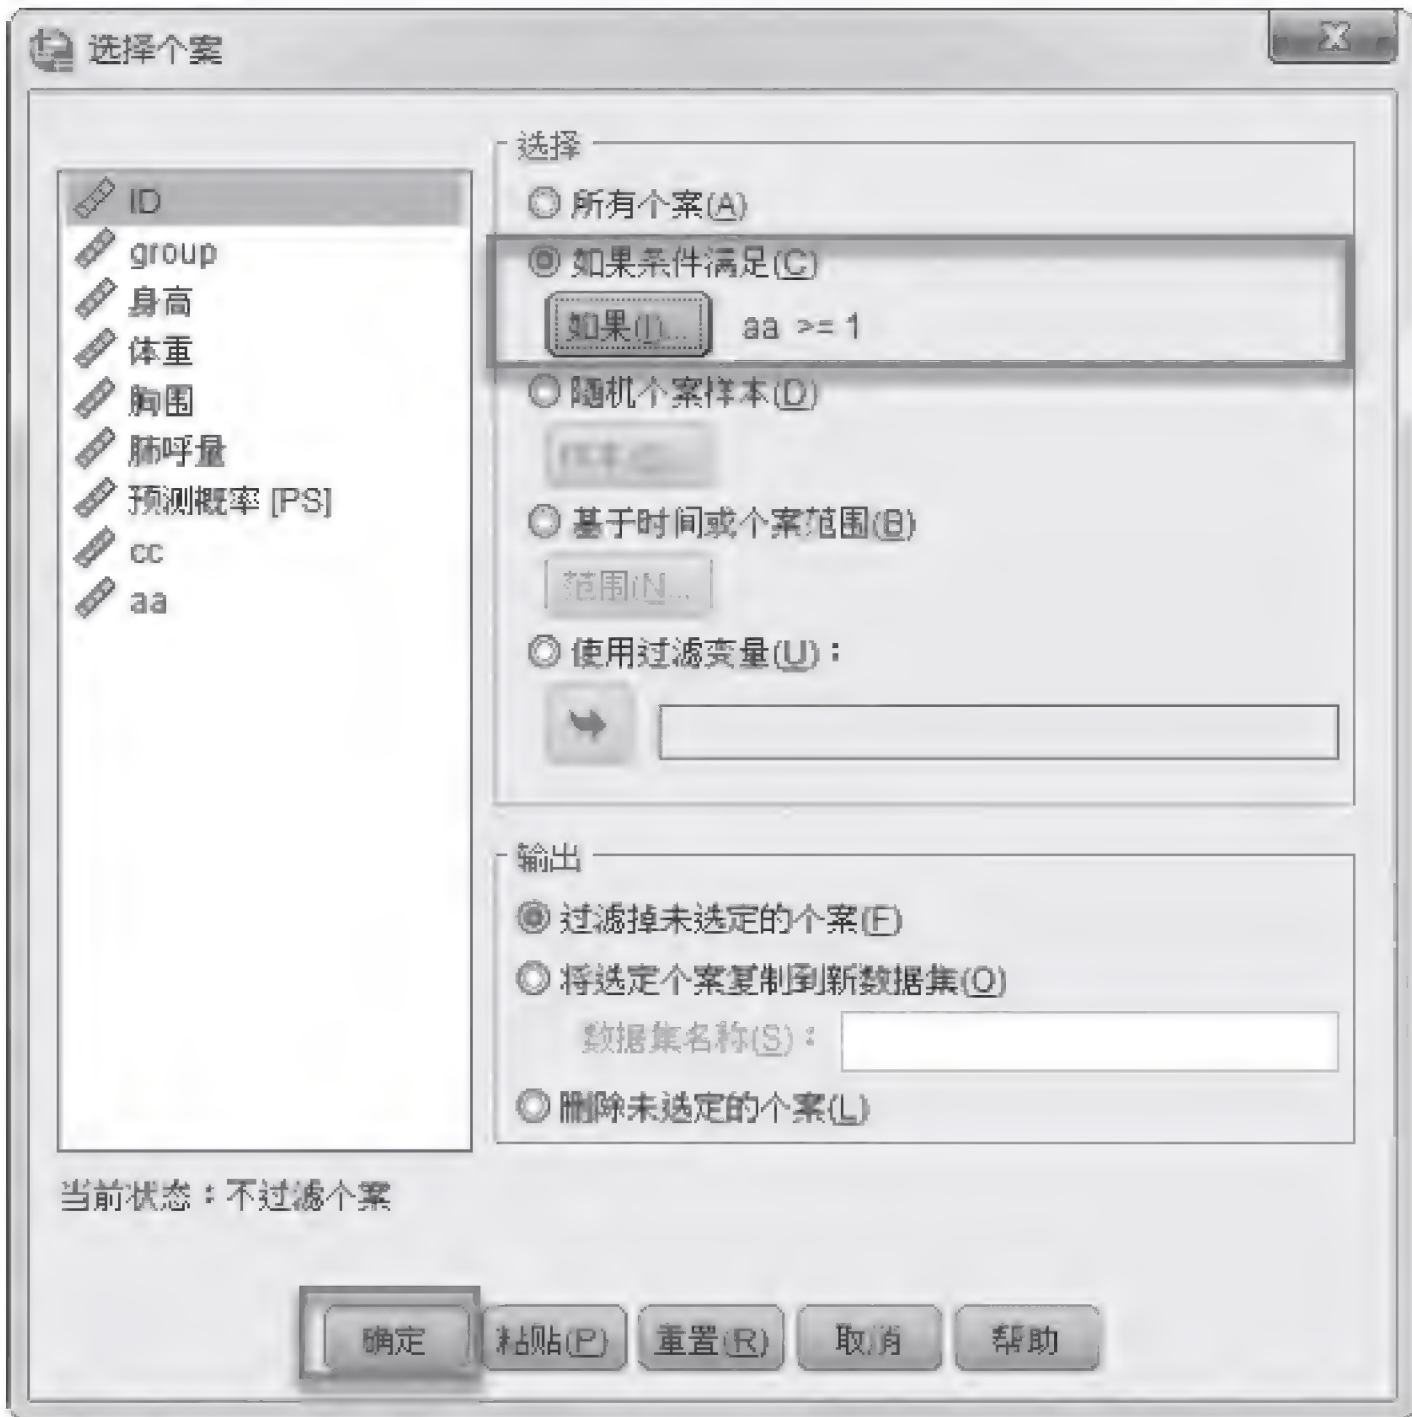 选择个案
ID
group
身高
体重
胸围
肺呼量
预测概率 [PS]
cc
aa
选择
所有个案(A)
如果条件满足(C)
如果(I)... aa >= 1
随机个案样本(D)
基于时间或个案范围(B)
范围(N...
使用过滤变量(U)：
输出
过滤掉未选定的个案(F)
将选定个案复制到新数据集(O)
数据集名称(S)：
删除未选定的个案(L)
当前状态：不过滤个案
确定 粘贴(P) 重置(R) 取消 帮助